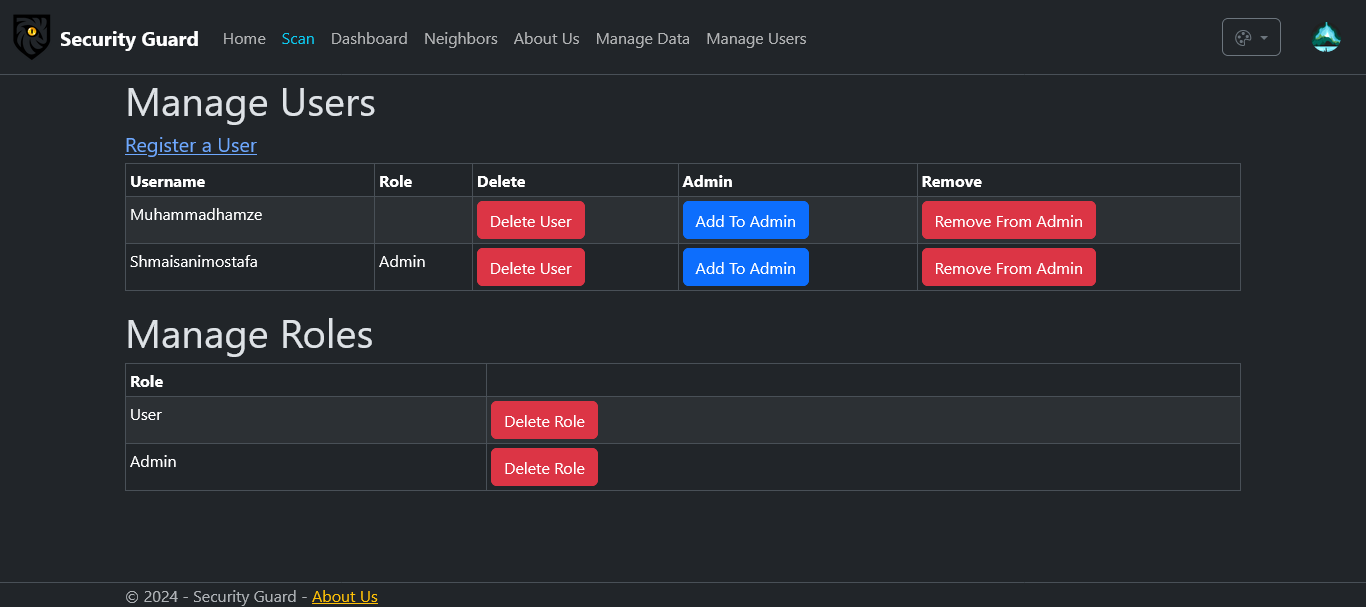 Security Guard Home Scan Dashboard Neighbors About Us Manage Data Manage Users
Manage Users
Register a User
Username Role Delete Admin Remove
Muhammadhamze Delete User Add To Admin Remove From Admin
Shmaisanimostafa Admin Delete User Add To Admin Remove From Admin
Manage Roles
Role
User Delete Role
Admin Delete Role
© 2024 - Security Guard - About Us